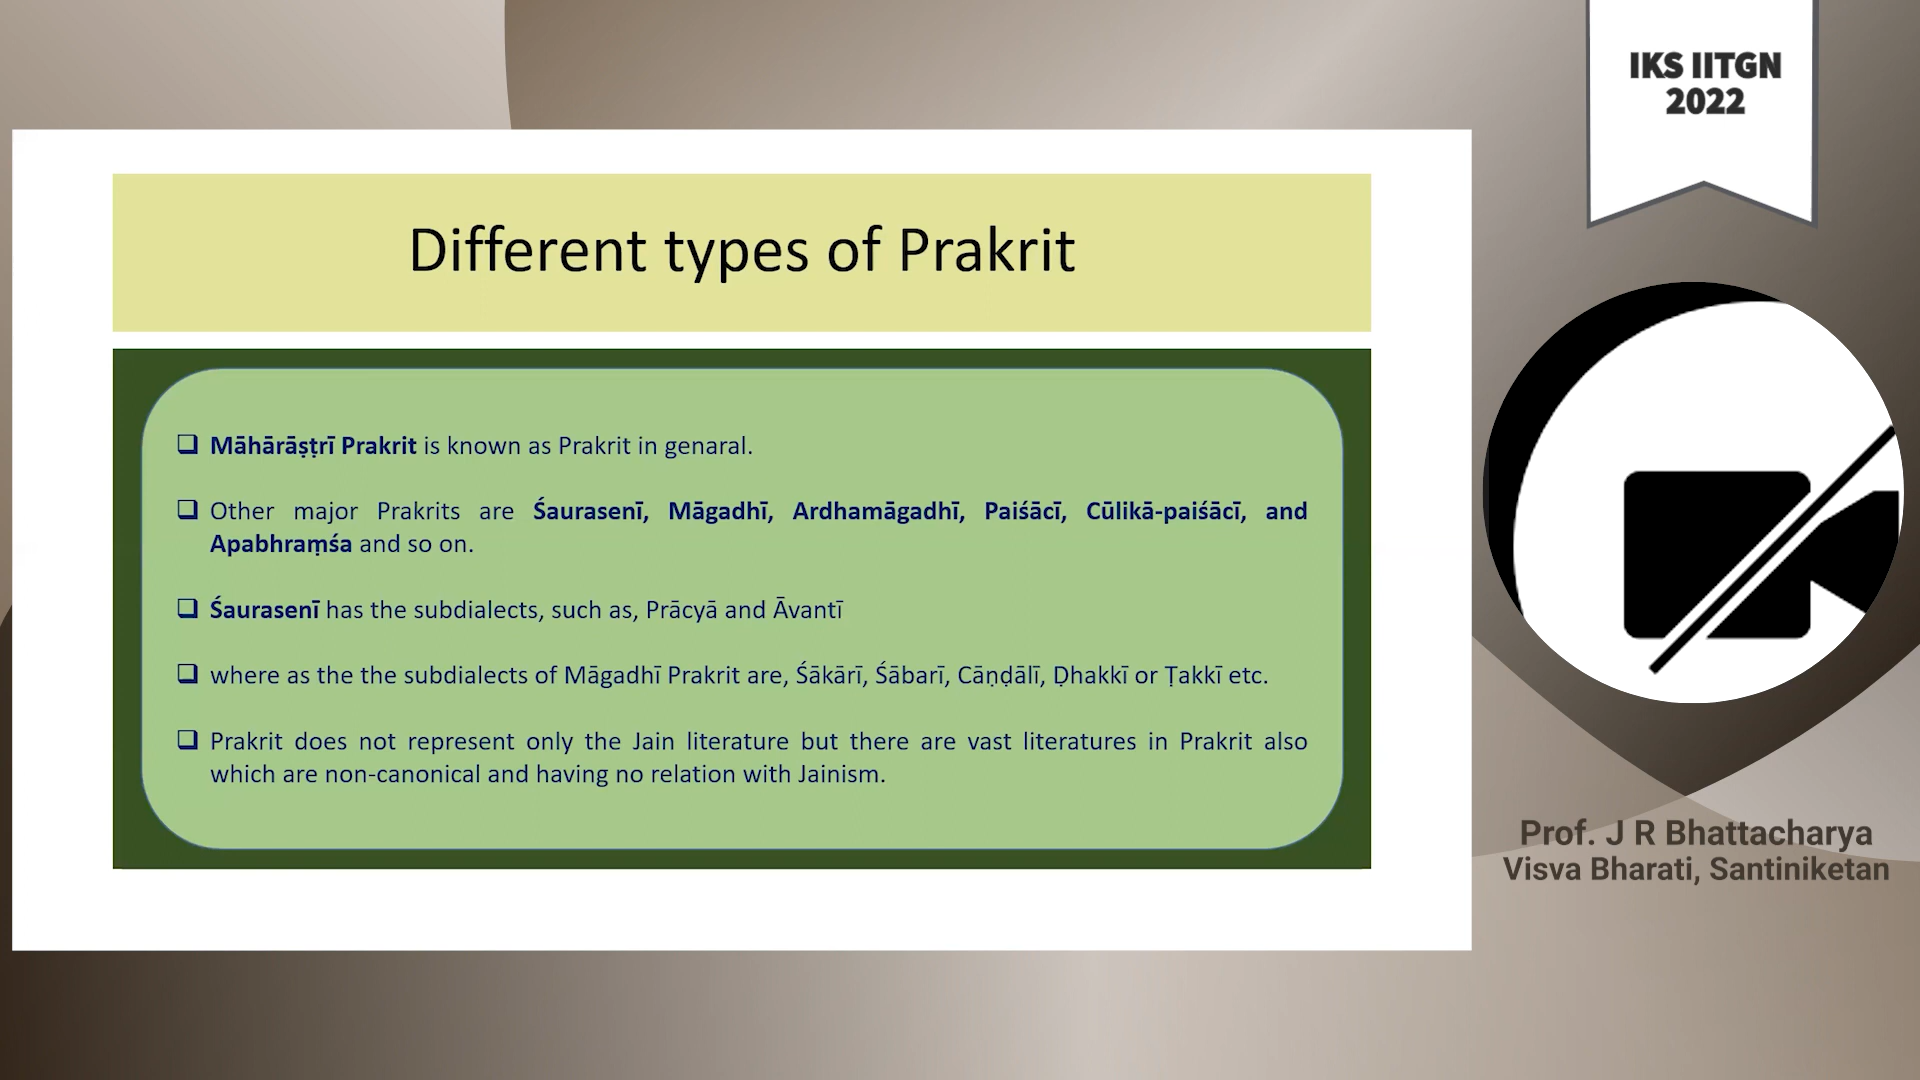 IKS IITGN
2022
Different types of Prakrit
❑ Māhārāṣṭrī Prakrit is known as Prakrit in genaral.
❑ Other major Prakrits are Śaurasenī, Māgadhī, Ardhamāgadhī, Paiśācī, Cūlikā-paiśācī, and
Apabhraṃśa and so on.
❑ Śaurasenī has the subdialects, such as, Prācyā and Āvantī
❑ where as the the subdialects of Māgadhī Prakrit are, Śākārī, Śābarī, Cāṇḍālī, Ḍhakkī or Ṭakkī etc.
❑ Prakrit does not represent only the Jain literature but there are vast literatures in Prakrit also
which are non-canonical and having no relation with Jainism.
Prof. J R Bhattacharya
Visva Bharati, Santiniketan